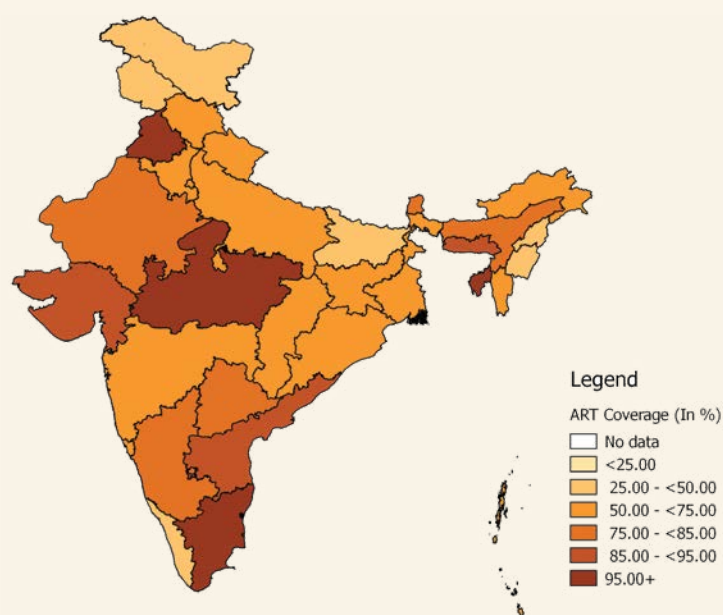 Legend
ART Coverage (In %)
No data
<25.00
25.00 - <50.00
50.00 - <75.00
75.00 - <85.00
85.00 - <95.00
95.00+